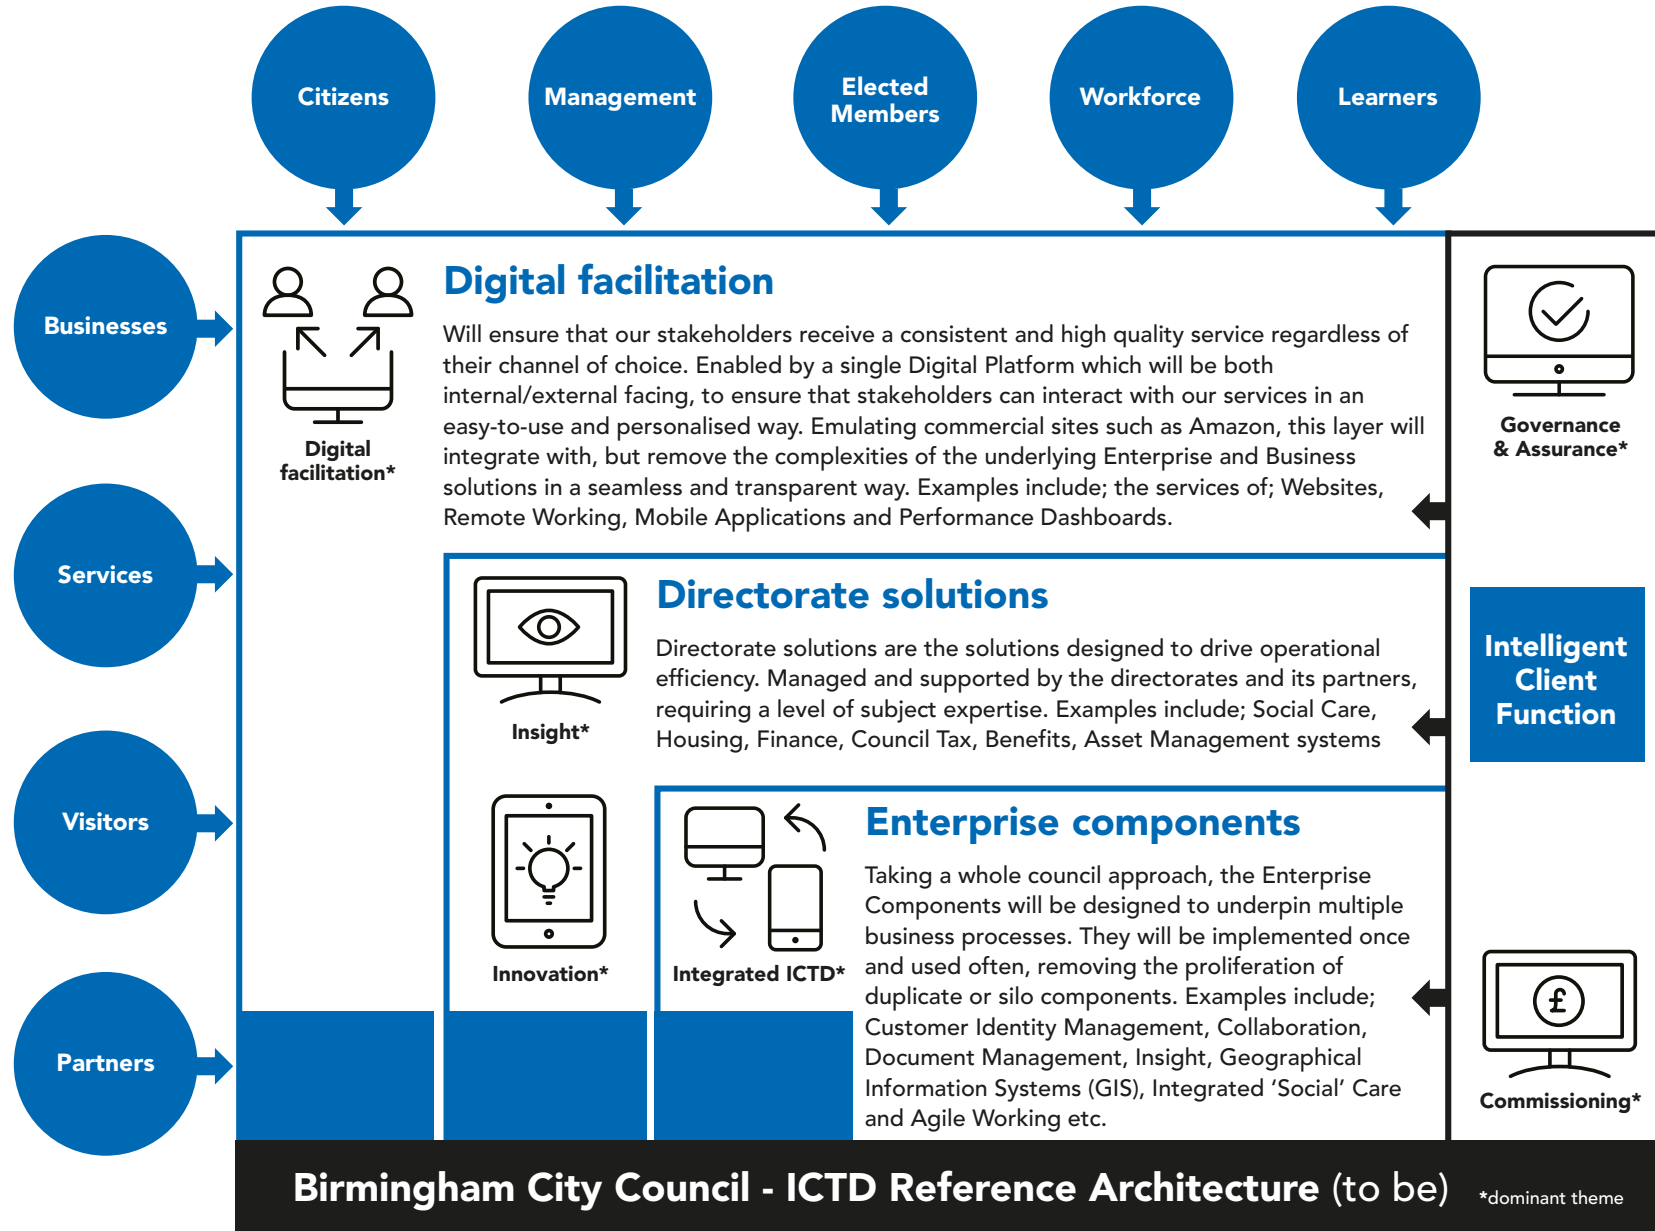 Citizens
Management
Elected
Members
Workforce
Learners
Businesses
Services
Visitors
Partners
Digital
facilitation*
Digital facilitation
Will ensure that our stakeholders receive a consistent and high quality service regardless of
their channel of choice. Enabled by a single Digital Platform which will be both
internal/external facing, to ensure that stakeholders can interact with our services in an
easy-to-use and personalised way. Emulating commercial sites such as Amazon, this layer will
integrate with, but remove the complexities of the underlying Enterprise and Business
solutions in a seamless and transparent way. Examples include; the services of; Websites,
Remote Working, Mobile Applications and Performance Dashboards.
Insight*
Innovation*
Directorate solutions
Directorate solutions are the solutions designed to drive operational
efficiency. Managed and supported by the directorates and its partners,
requiring a level of subject expertise. Examples include; Social Care,
Housing, Finance, Council Tax, Benefits, Asset Management systems
Integrated ICTD*
Enterprise components
Taking a whole council approach, the Enterprise
Components will be designed to underpin multiple
business processes. They will be implemented once
and used often, removing the proliferation of
duplicate or silo components. Examples include;
Customer Identity Management, Collaboration,
Document Management, Insight, Geographical
Information Systems (GIS), Integrated ‘Social’ Care
and Agile Working etc.
Governance
& Assurance*
Intelligent
Client
Function
£
Commissioning*
Birmingham City Council - ICTD Reference Architecture (to be)
*dominant theme